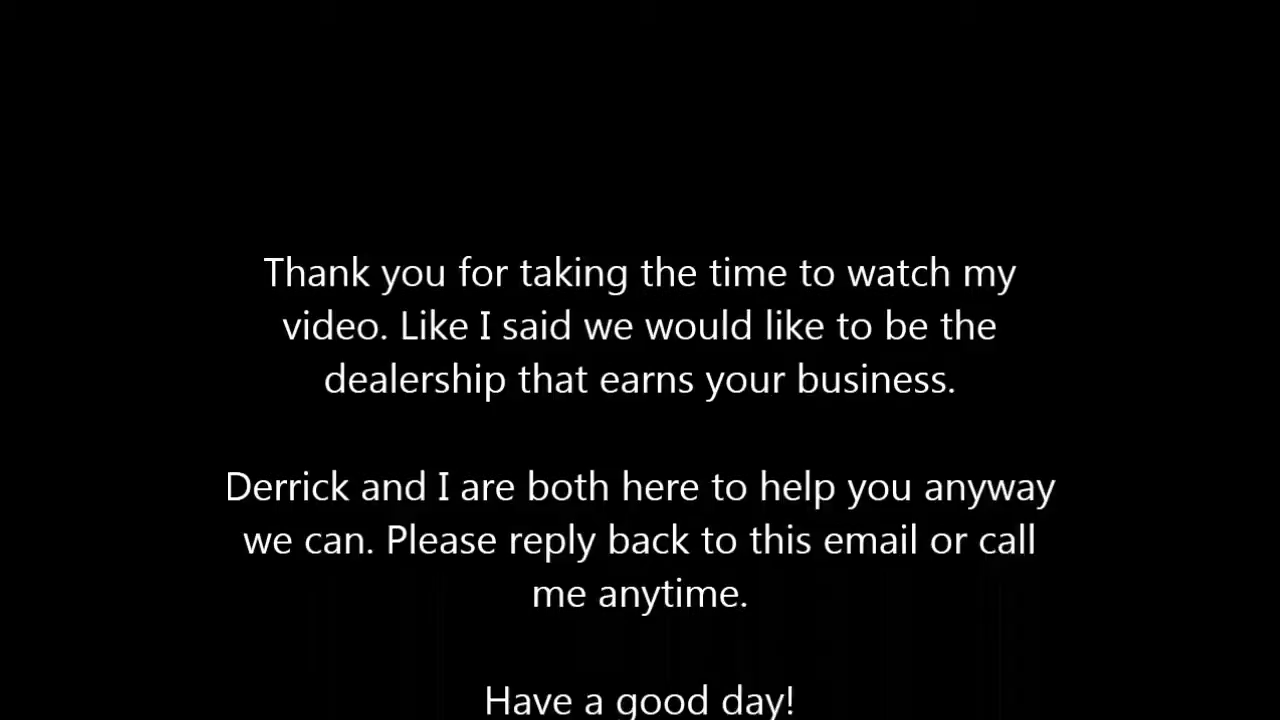 Thank you for taking the time to watch my
video. Like I said we would like to be the
dealership that earns your business.
Derrick and I are both here to help you anyway
we can. Please reply back to this email or call
me anytime.
Have a good day!